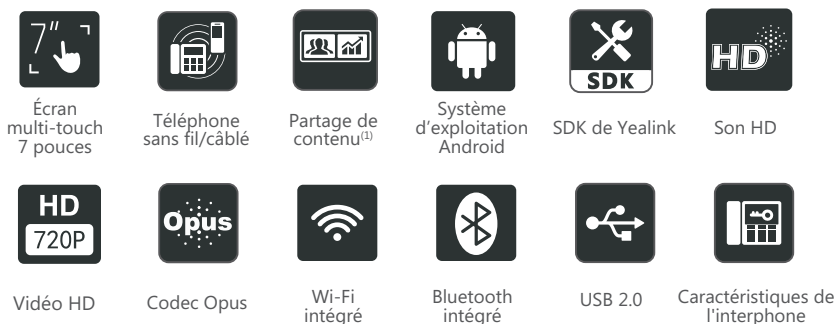 7"
SDK
HD
Écran
multi-touch
7 pouces
Téléphone
sans fil/câblé
Partage de
contenu(1)
Système
d'exploitation
Android
SDK de Yealink
Son HD
HD
720P
Opus
Vidéo HD
Codec Opus
Wi-Fi
intégré
Bluetooth
intégré
USB 2.0
Caractéristiques de
l'interphone